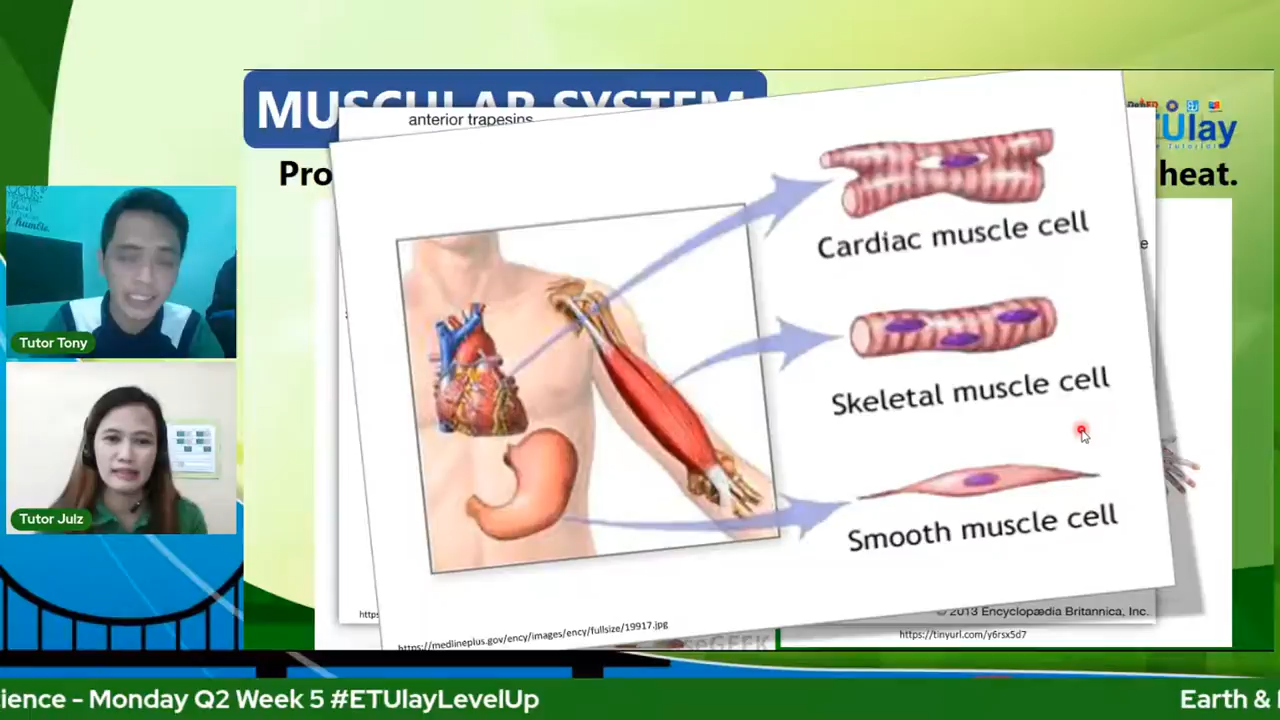 MUSCULAR SYSTEM
anterior trapesins
ETUlay
Pro
heat.
Cardiac muscle cell
Skeletal muscle cell
Smooth muscle cell
Tutor Tony
Tutor Julz
© 2013 Encyclopædia Britannica, Inc.
https://medlineplus.gov/ency/images/ency/fullsize/19917.jpg
https://tinyurl.com/y6rsx5d7
ience - Monday Q2 Week 5 #ETUlayLevelUp
Earth &